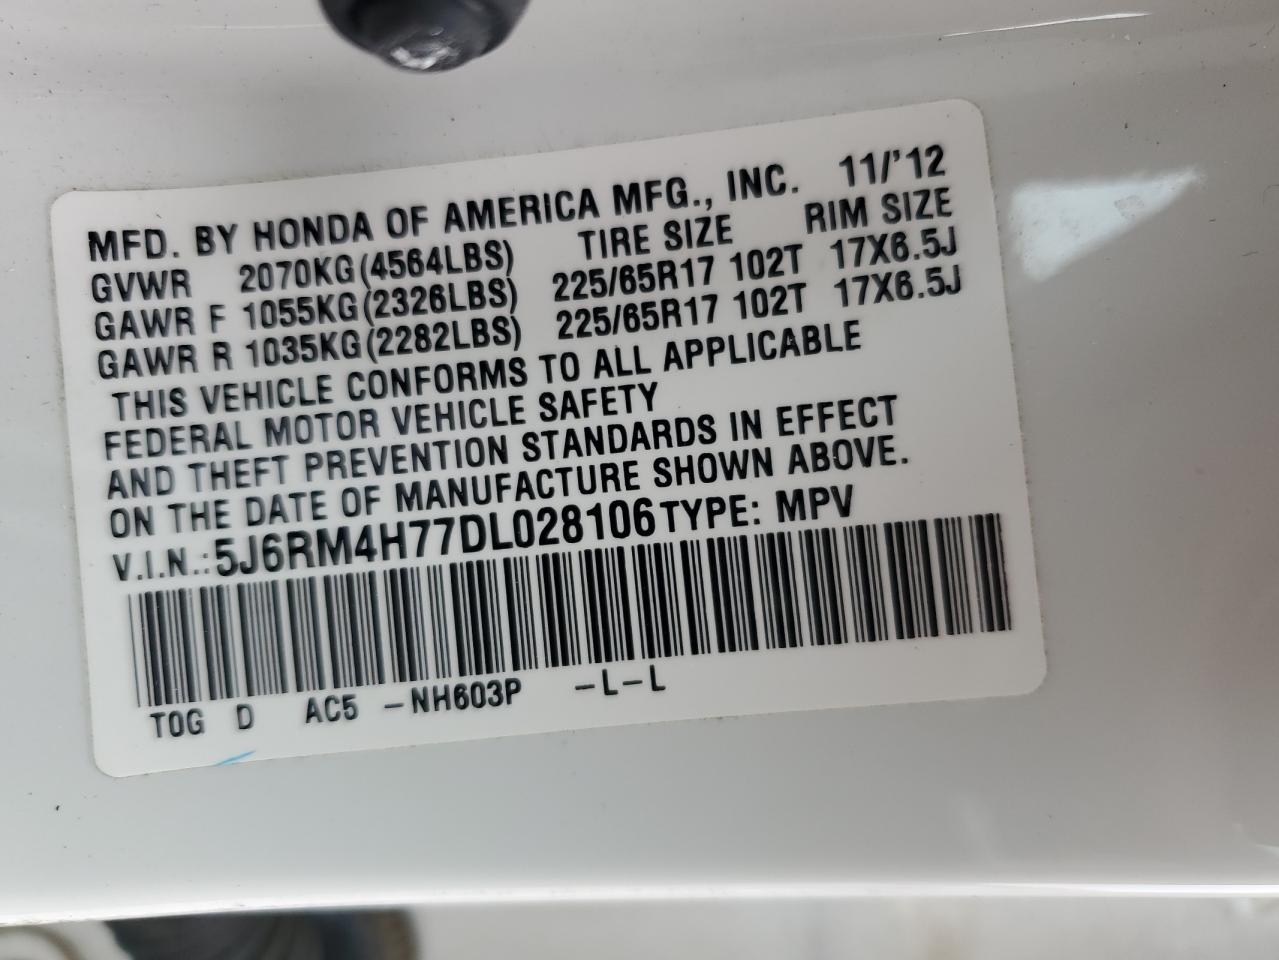 MFD. BY HONDA OF AMERICA MFG., INC. 11/'12
GVWR 2070KG(4564LBS) TIRE SIZE RIM SIZE
GAWR F 1055KG(2326LBS) 225/65R17 102T 17X6.5J
GAWR R 1035KG(2282LBS) 225/65R17 102T 17X6.5J
THIS VEHICLE CONFORMS TO ALL APPLICABLE
FEDERAL MOTOR VEHICLE SAFETY
AND THEFT PREVENTION STANDARDS IN EFFECT
ON THE DATE OF MANUFACTURE SHOWN ABOVE.
V.I.N.: 5J6RM4H77DL028106 TYPE: MPV
T0G D AC5 -NH603P -L-L